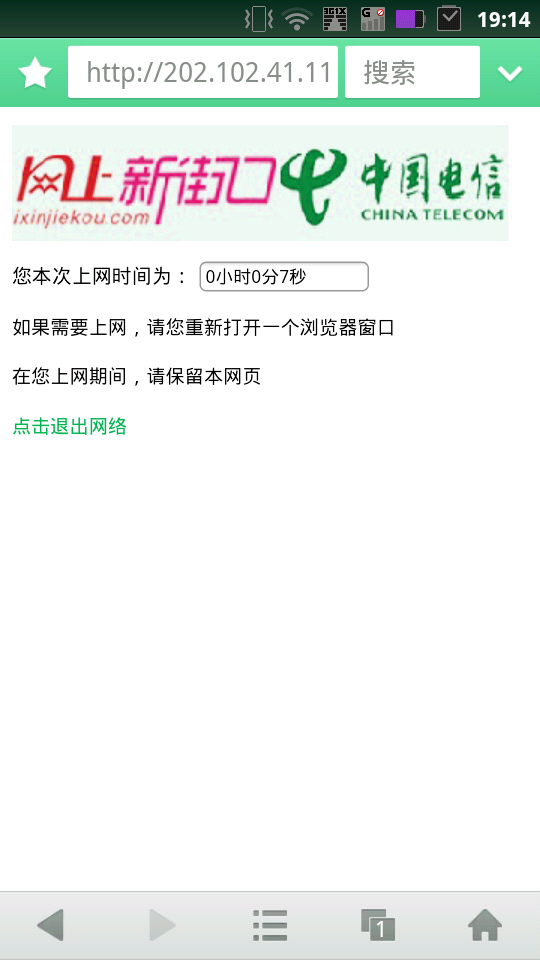 3G1X
G
19:14
http://202.102.41.11
搜索
网上新街口
ixinjiekou.com
中国电信
CHINA TELECOM
您本次上网时间为： 0小时0分7秒
如果需要上网，请您重新打开一个浏览器窗口
在您上网期间，请保留本网页
点击退出网络
1